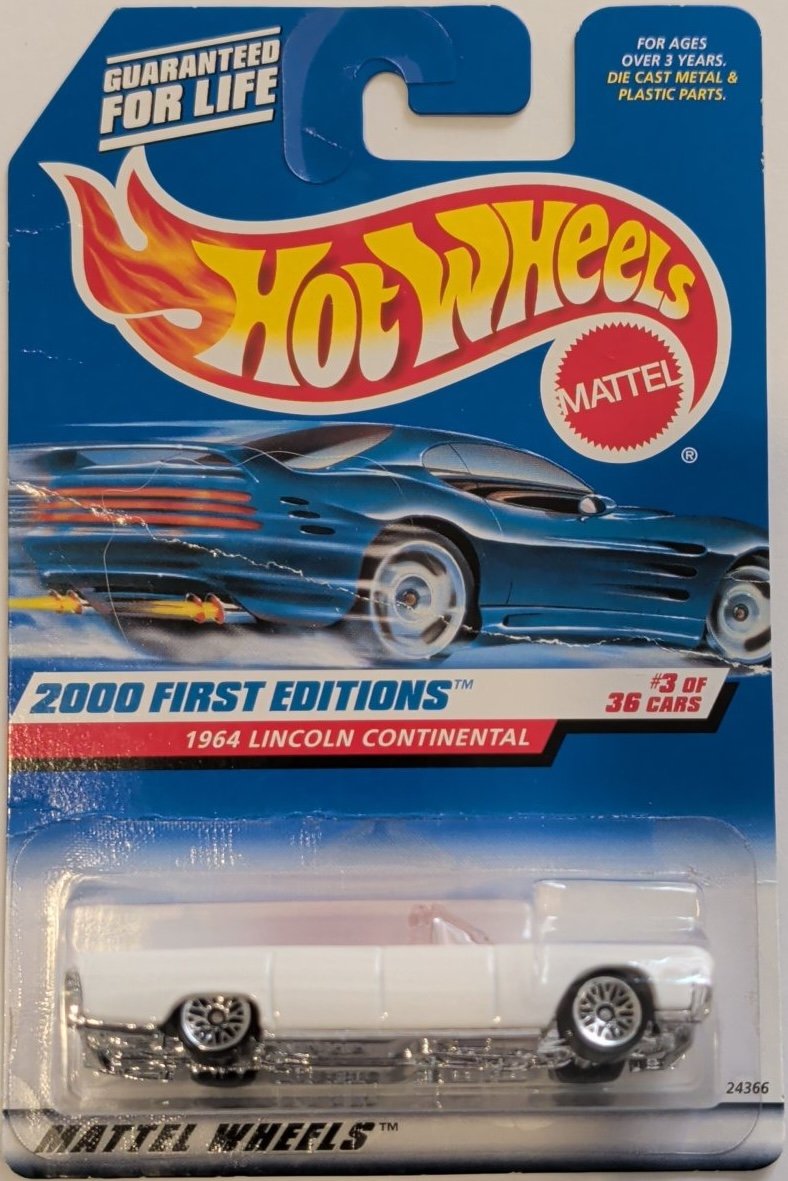 GUARANTEED
FOR LIFE
FOR AGES
OVER 3 YEARS.
DIE CAST METAL &
PLASTIC PARTS.
HOT WHEELS
MATTEL
®
2000 FIRST EDITIONS™
#3 OF
36 CARS
1964 LINCOLN CONTINENTAL
24366
MATTEL WHEELS™